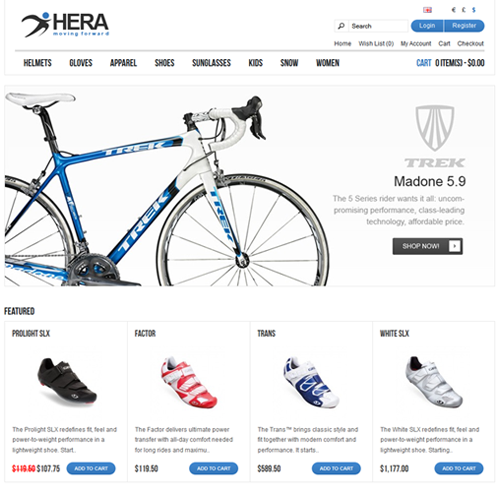 HERA
moving forward
€ £ $
Search
Login Register
Home Wish List (0) My Account Cart Checkout
HELMETS GLOVES APPAREL SHOES SUNGLASSES KIDS SNOW WOMEN
CART 0 ITEM(S) - $0.00
TREK
TREK
TREK
TREK
Madone 5.9
The 5 Series rider wants it all: uncom-
promising performance, class-leading
technology, affordable price.
SHOP NOW!
FEATURED
PROLIGHT SLX
The Prolight SLX redefines fit, feel and
power-to-weight performance in a
lightweight shoe. Start..
$119.50 $107.75 ADD TO CART
FACTOR
The Factor delivers ultimate power
transfer with all-day comfort needed
for long rides and maximu..
$119.50 ADD TO CART
TRANS
The Trans™ brings classic style and
fit together with modern comfort and
performance. It starts..
$589.50 ADD TO CART
WHITE SLX
The White SLX redefines fit, feel and
power-to-weight performance in a
lightweight shoe. Starting..
$1,177.00 ADD TO CART